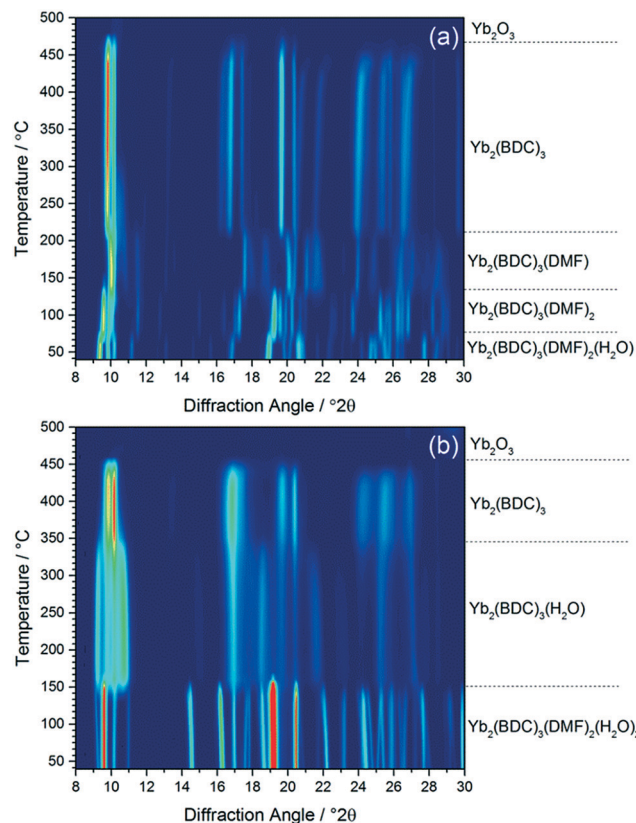 (a)
500
450
400
350
300
250
200
150
100
50
Temperature / °C
8 10 12 14 16 18 20 22 24 26 28 30
Diffraction Angle / °2θ
Yb₂O₃
Yb₂(BDC)₃
Yb₂(BDC)₃(DMF)
Yb₂(BDC)₃(DMF)₂
Yb₂(BDC)₃(DMF)₂(H₂O)
(b)
500
450
400
350
300
250
200
150
100
50
Temperature / °C
8 10 12 14 16 18 20 22 24 26 28 30
Diffraction Angle / °2θ
Yb₂O₃
Yb₂(BDC)₃
Yb₂(BDC)₃(H₂O)
Yb₂(BDC)₃(DMF)₂(H₂O)